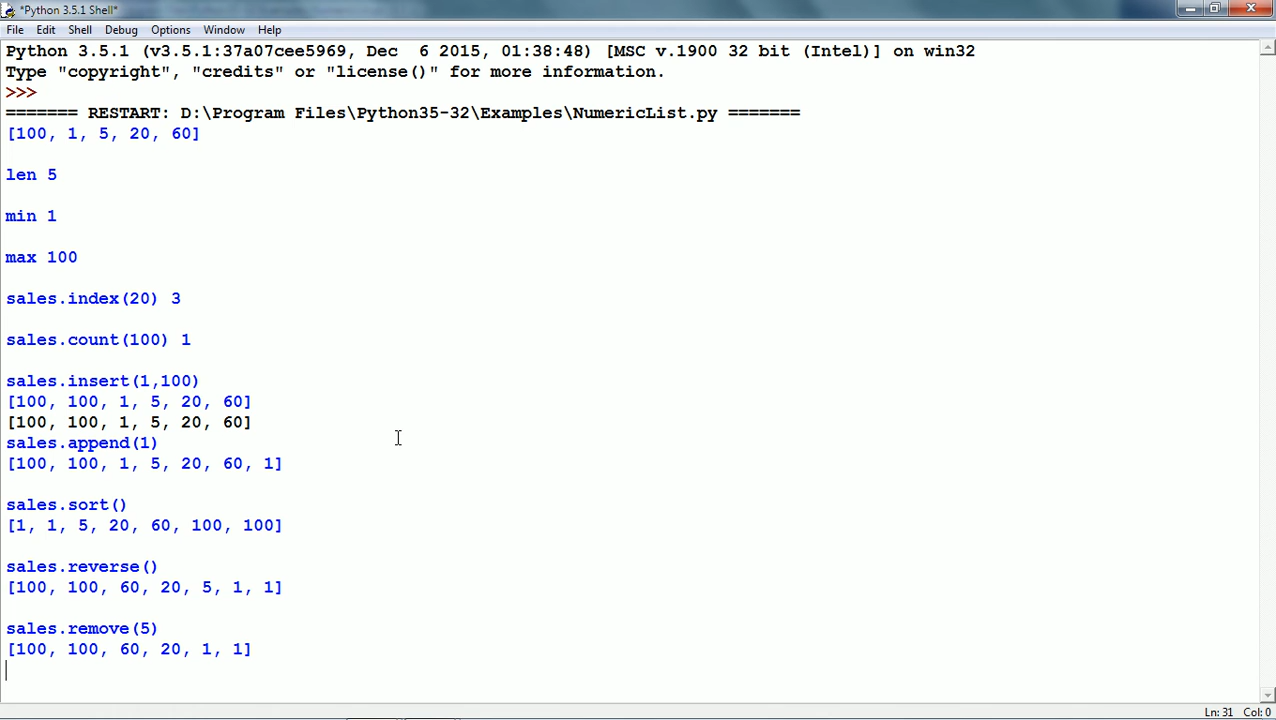 *Python 3.5.1 Shell*
File Edit Shell Debug Options Window Help
Python 3.5.1 (v3.5.1:37a07cee5969, Dec  6 2015, 01:38:48) [MSC v.1900 32 bit (Intel)] on win32
Type "copyright", "credits" or "license()" for more information.
>>>
======= RESTART: D:\Program Files\Python35-32\Examples\NumericList.py =======
[100, 1, 5, 20, 60]
len 5
min 1
max 100
sales.index(20) 3
sales.count(100) 1
sales.insert(1,100)
[100, 100, 1, 5, 20, 60]
[100, 100, 1, 5, 20, 60]
sales.append(1)
[100, 100, 1, 5, 20, 60, 1]
sales.sort()
[1, 1, 5, 20, 60, 100, 100]
sales.reverse()
[100, 100, 60, 20, 5, 1, 1]
sales.remove(5)
[100, 100, 60, 20, 1, 1]
Ln: 31 Col: 0